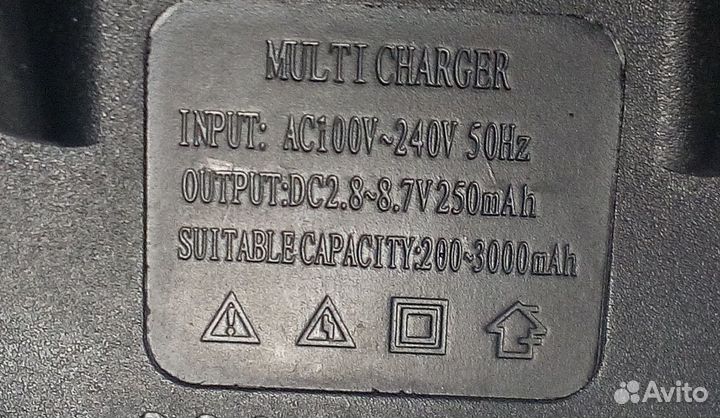 MULTI CHARGER
INPUT: AC100V~240V 50Hz
OUTPUT:DC2.8~8.7V 250mAh
SUITABLE CAPACITY:200~3000mAh
Avito